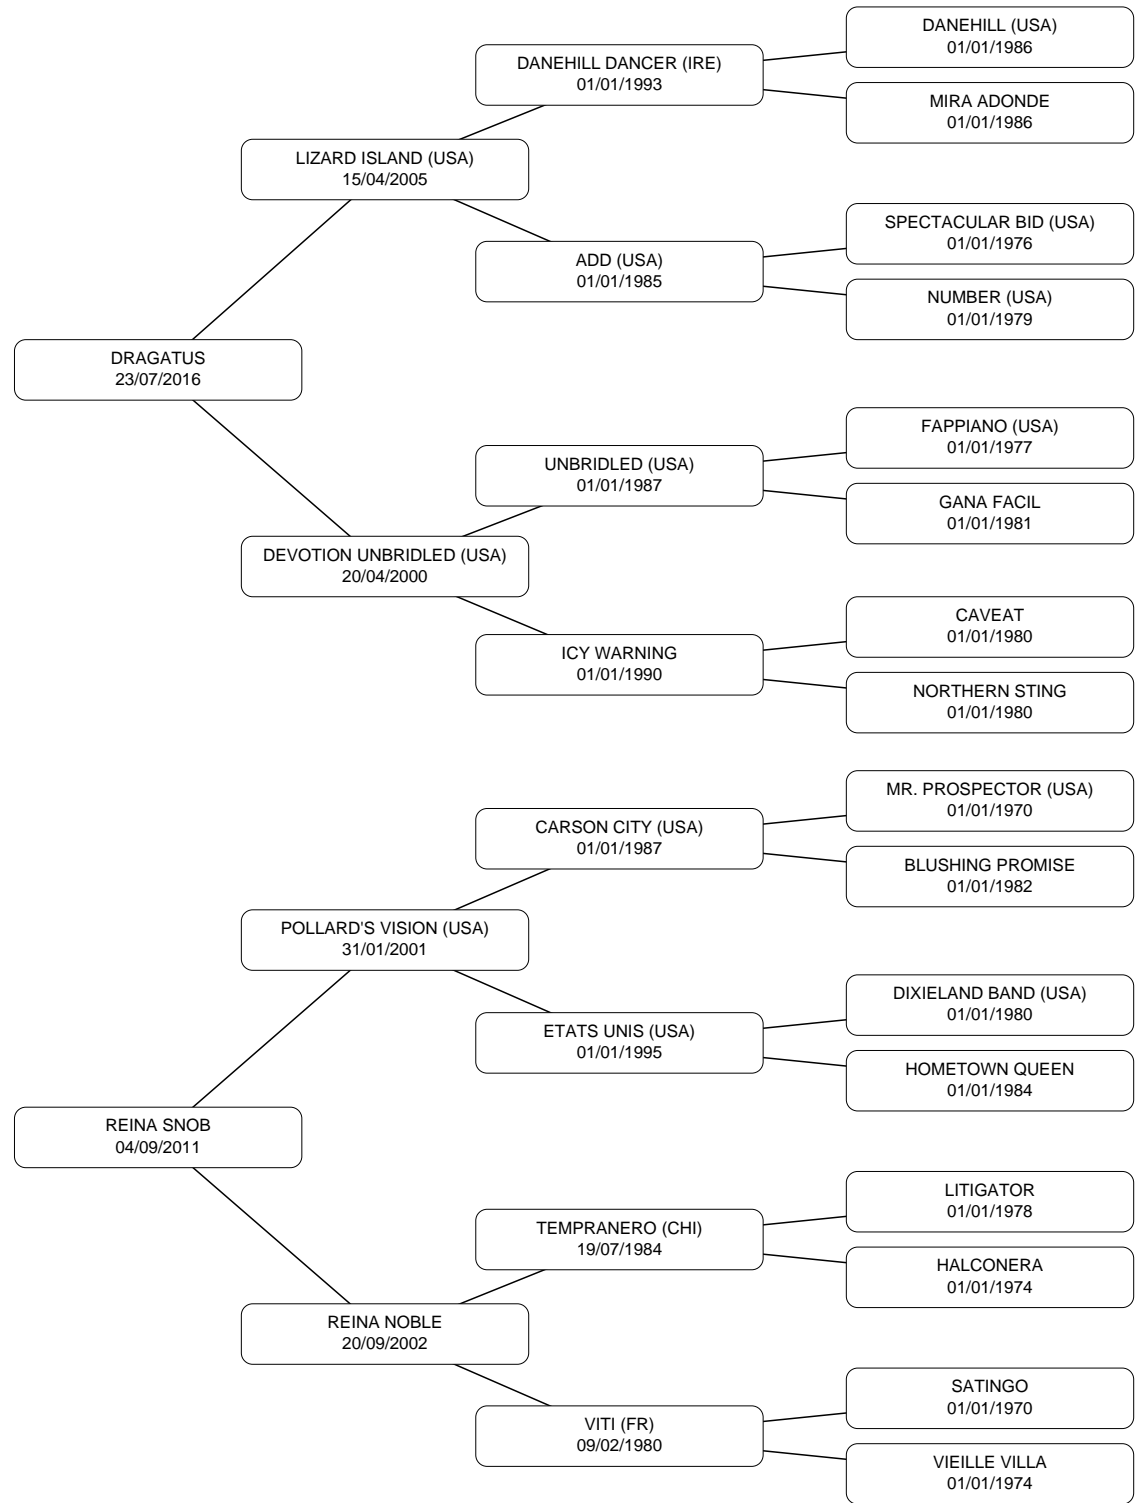 DANEHILL (USA)
01/01/1986
DANEHILL DANCER (IRE)
01/01/1993
MIRA ADONDE
01/01/1986
LIZARD ISLAND (USA)
15/04/2005
SPECTACULAR BID (USA)
01/01/1976
ADD (USA)
01/01/1985
NUMBER (USA)
01/01/1979
DRAGATUS
23/07/2016
FAPPIANO (USA)
01/01/1977
UNBRIDLED (USA)
01/01/1987
GANA FACIL
01/01/1981
DEVOTION UNBRIDLED (USA)
20/04/2000
CAVEAT
01/01/1980
ICY WARNING
01/01/1990
NORTHERN STING
01/01/1980
MR. PROSPECTOR (USA)
01/01/1970
CARSON CITY (USA)
01/01/1987
BLUSHING PROMISE
01/01/1982
POLLARD'S VISION (USA)
31/01/2001
DIXIELAND BAND (USA)
01/01/1980
ETATS UNIS (USA)
01/01/1995
HOMETOWN QUEEN
01/01/1984
REINA SNOB
04/09/2011
LITIGATOR
01/01/1978
TEMPRANERO (CHI)
19/07/1984
HALCONERA
01/01/1974
REINA NOBLE
20/09/2002
SATINGO
01/01/1970
VITI (FR)
09/02/1980
VIEILLE VILLA
01/01/1974